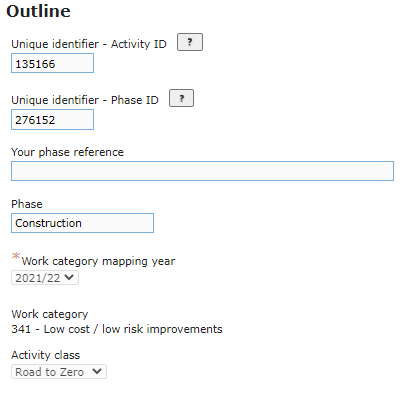 Outline
Unique identifier - Activity ID ?
135166
Unique identifier - Phase ID ?
276152
Your phase reference
Phase
Construction
*Work category mapping year
2021/22
Work category
341 - Low cost / low risk improvements
Activity class
Road to Zero